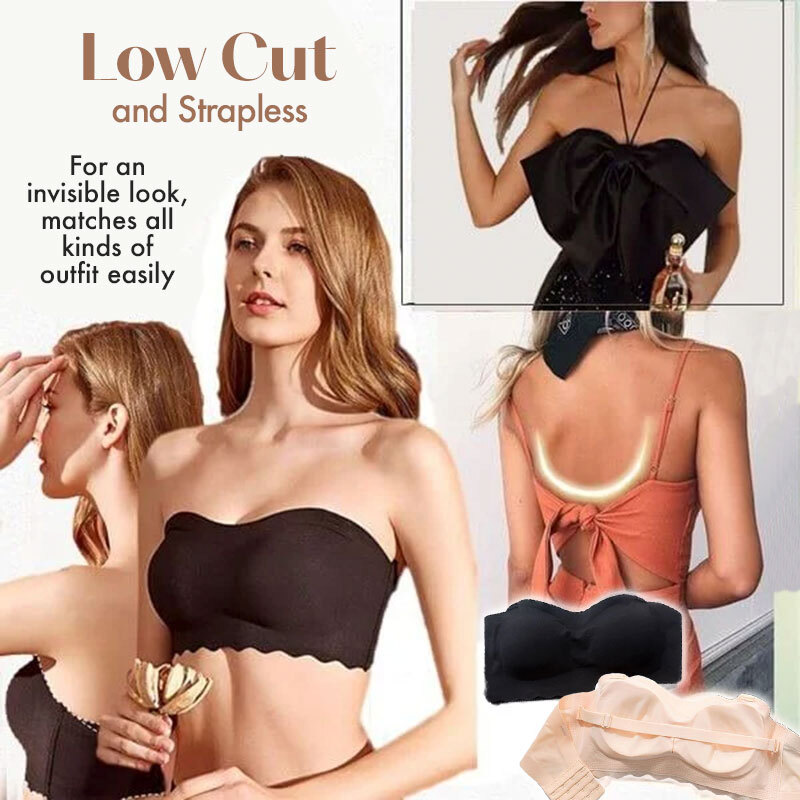 Low Cut
and Strapless
For an
invisible look,
matches all
kinds of
outfit easily